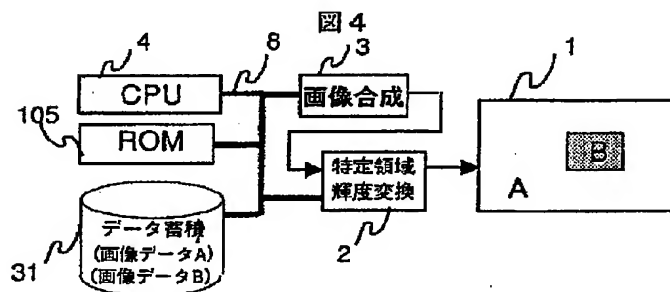 図4
4
8
3
1
CPU
画像合成
105
ROM
B
特定領域
輝度変換
A
データ蓄積
(画像データA)
(画像データB)
31
2